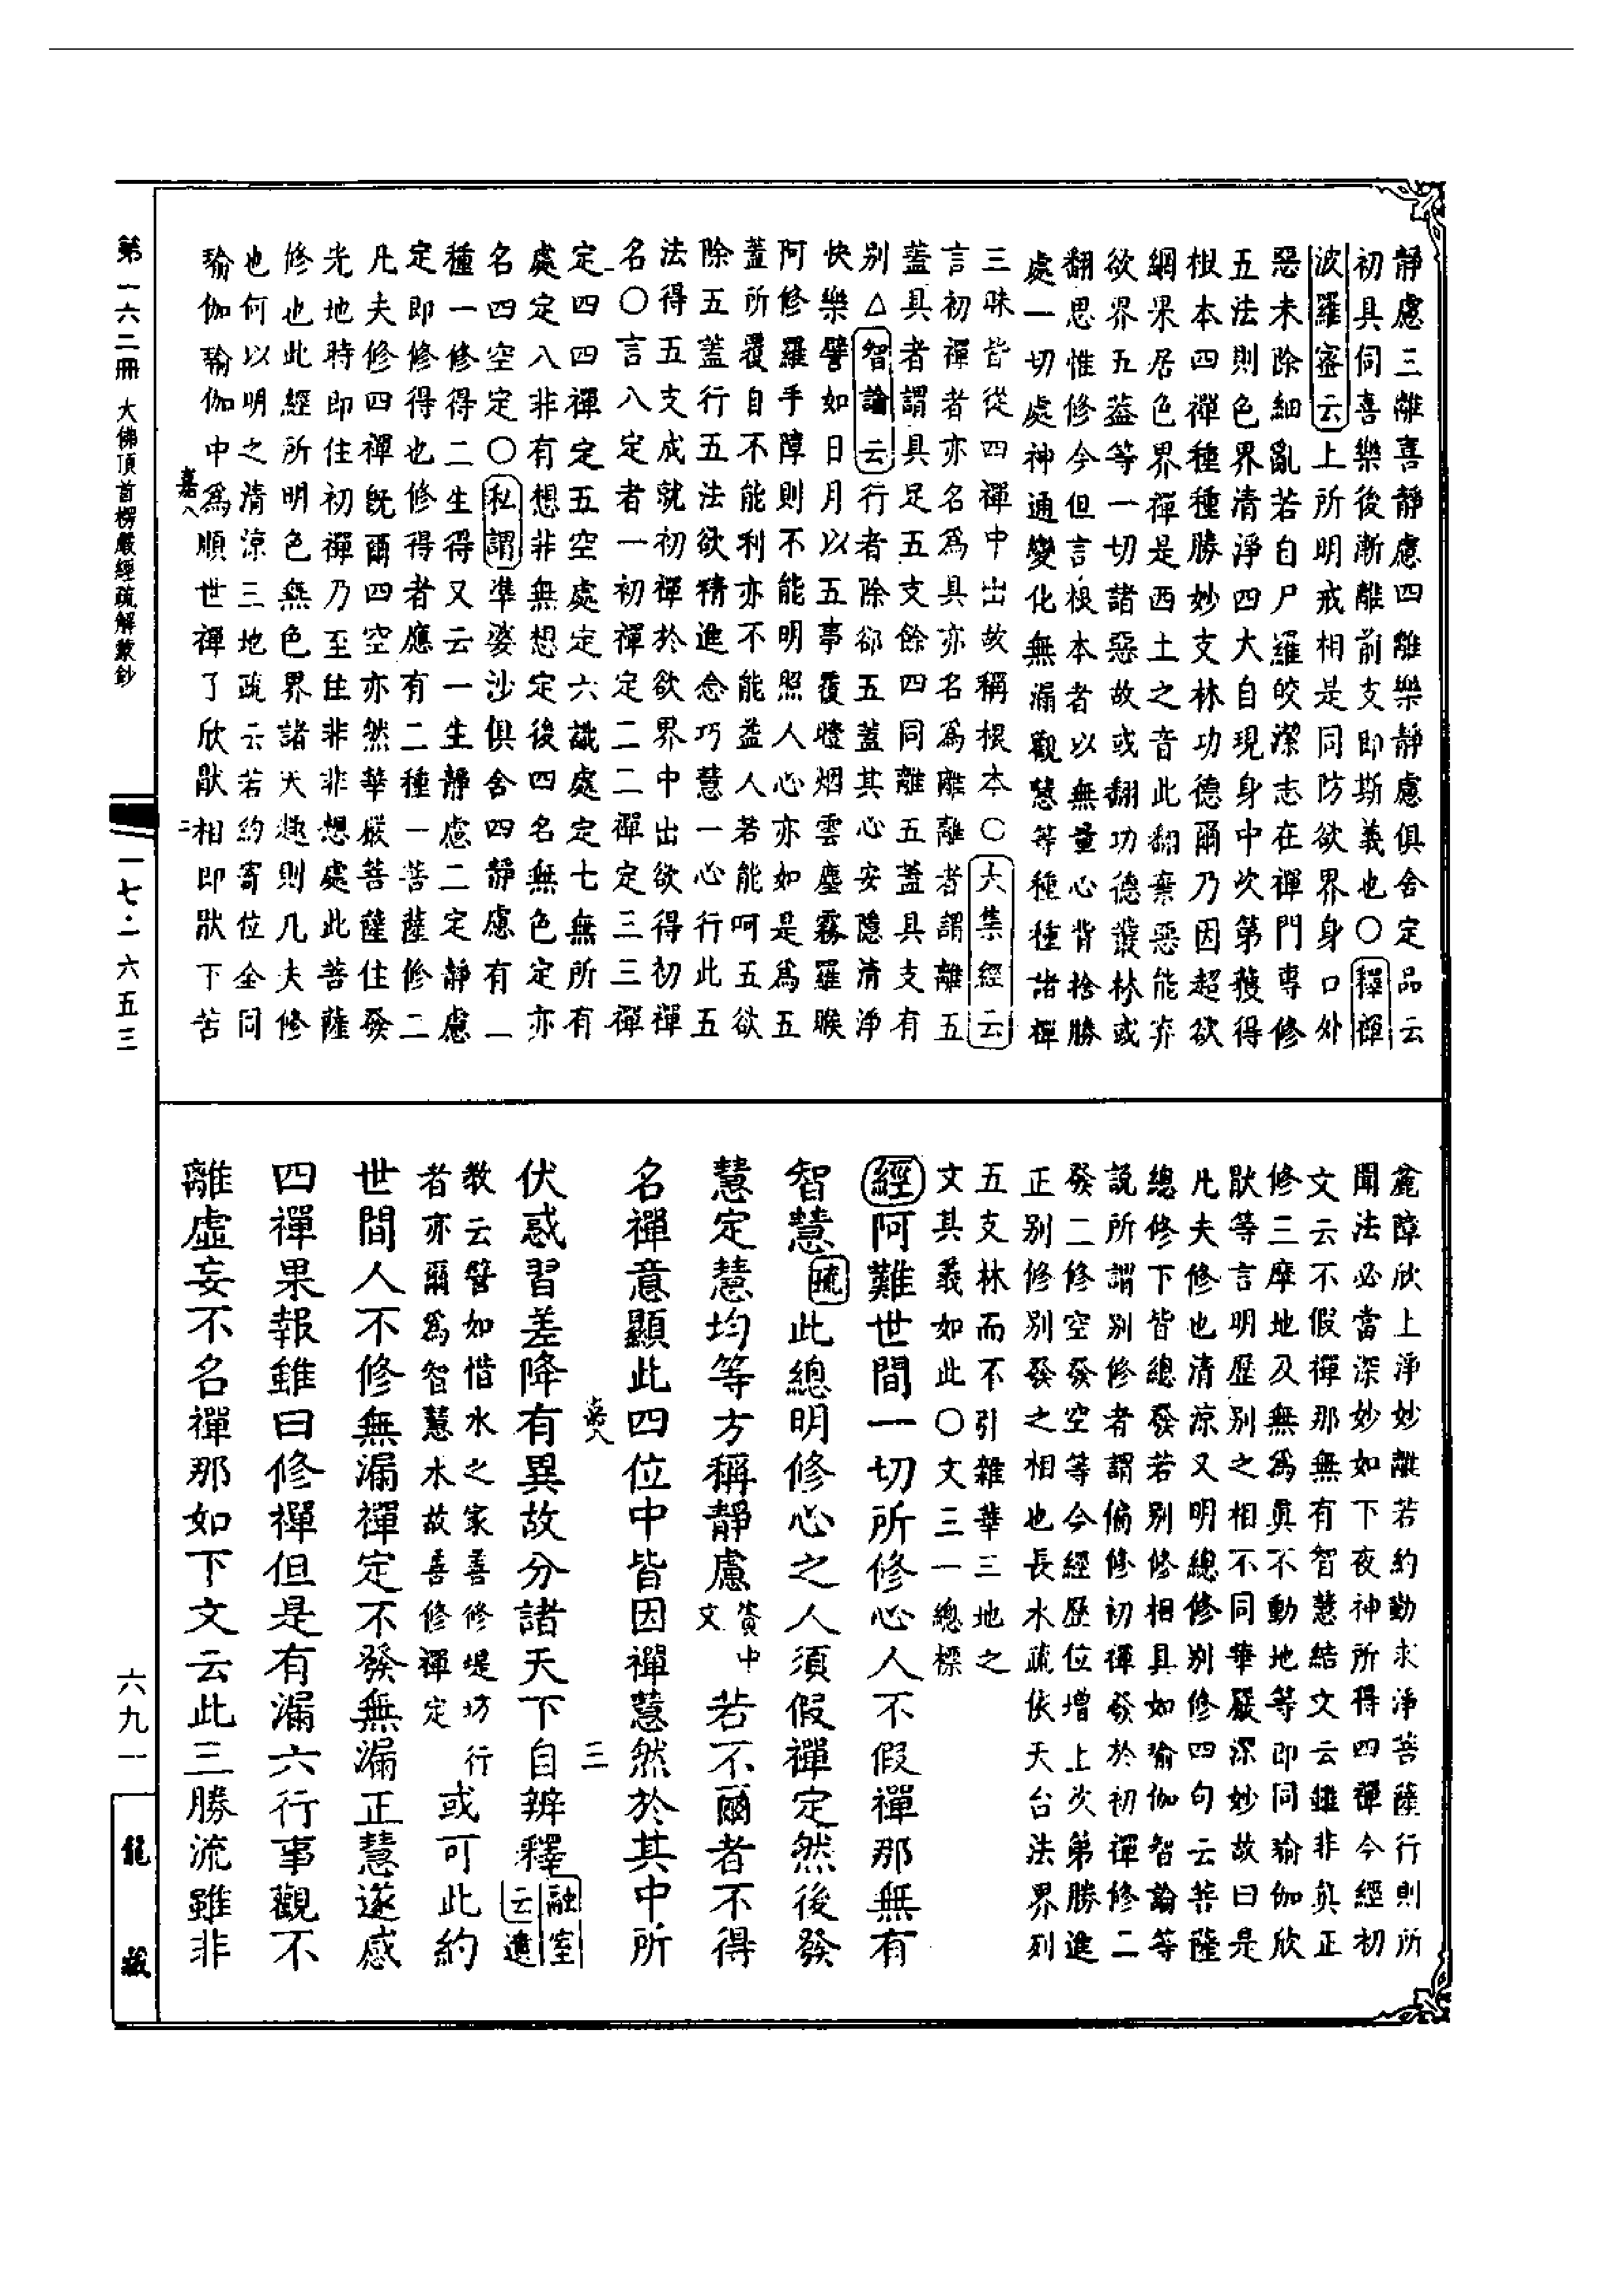 靜慮三離喜靜慮四離樂靜慮俱舍定品云
初具伺喜樂後漸離前支即斯義也〇釋禪
波羅蜜云上所明戒相是同防欲界身口外
惡未除細亂若白尸羅皎潔志在禪門專修
五法則色界清淨四大自現身中次第獲得
根本四禪種種勝妙支林功德爾乃因超欲
網果居色界禪是西土之音此翻棄惡能弃
欲界五蓋等一切諸惡故或翻功德叢林或
翻思惟修今但言根本者以無量心背捨勝
處一切處神通變化無漏觀慧等種種諸禪
三昧皆從四禪中出故稱根本〇大集經云
言初禪者亦名為具亦名為離離者謂離五
蓋具者謂具足五支餘四同離五蓋具支有
別△智論云行者除郤五蓋其心安隱清淨
快樂譬如日月以五事覆曀烟雲塵霧羅睺
阿修羅手障則不能明照人心亦如是為五
蓋所覆自不能利亦不能益人若能呵五欲
除五蓋行五法欲精進念巧慧一心行此五
法得五支成就初禪於欲界中出欲得初禪
名〇言八定者一初禪定二二禪定三三禪
定四四禪定五空處定六識處定七無所有
處定八非有想非無想定後四名無色定亦
名四空定〇私謂準婆沙俱舍四靜慮有二
種一修得二生得又云一生靜慮二定靜慮
定即修得也修得者應有二種一菩薩修二
凡夫修四禪旣爾四空亦然華嚴菩薩住發
光地時即住初禪乃至住非非想處此菩薩
修也此經所明色無色界諸天趣則凡夫修
也何以明之清涼三地疏云若約寄位全同
瑜伽瑜伽中為順世禪了欣猒相即猒下苦
麄障欣上淨妙離若約勤求淨菩薩行則所
聞法必當深妙如下夜神所得四禪今經初
文云不假禪那無有智慧結文云雖非真正
修三摩地及無為真不動地等即同瑜伽欣
猒等言明歷別之相不同華嚴深妙故曰是
凡夫修也清涼又明總修別修四句云菩薩
總修下皆總發若別修相具如瑜伽智論等
說所謂別修者謂偏修初禪發於初禪修二
發二修空發空等今經歷位增上次第勝進
正別修別發之相也長水疏依天台法界列
五支林而不引雜華三地之
文其義如此〇文三一總標
經阿難世間一切所修心人不假禪那無有
智慧疏此總明修心之人須假禪定然後發
慧定慧均等方稱靜慮資中文若不爾者不得
名禪意顯此四位中皆因禪慧然於其中所
伏惑習差降有異故分諸天下自辨釋融室云遺
教云譬如惜水之家善修堤坊行
者亦爾為智慧水故善修禪定
或可此約
世間人不修無漏禪定不發無漏正慧遂感
四禪果報雖曰修禪但是有漏六行事觀不
離虛妄不名禪那如下文云此三勝流雖非
第一六二冊 大佛頂首楞嚴經疏解蒙鈔
一七·二六五三
六九一
龍藏
嘉八
二
嘉八
三